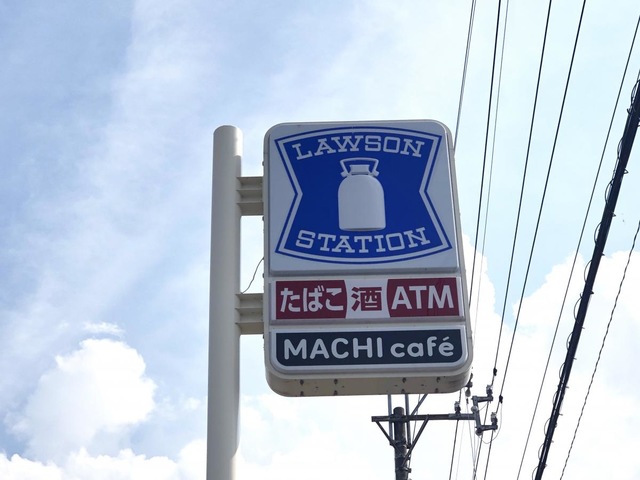 LAWSON
STATION
たばこ 酒 ATM
MACHI café